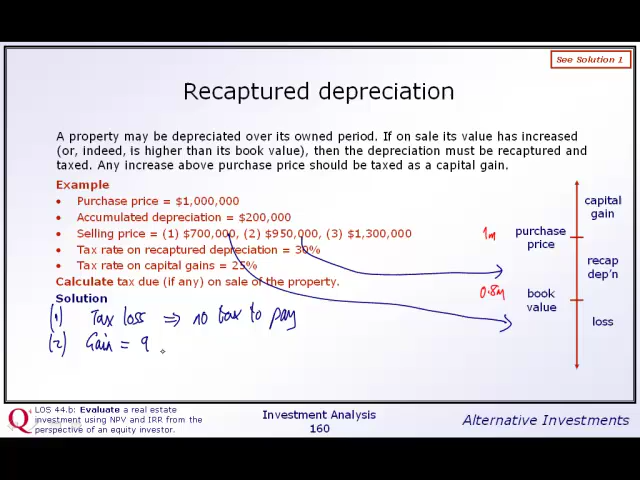 See Solution 1
Recaptured depreciation
A property may be depreciated over its owned period. If on sale its value has increased
(or, indeed, is higher than its book value), then the depreciation must be recaptured and
taxed. Any increase above purchase price should be taxed as a capital gain.
Example
• Purchase price = $1,000,000
• Accumulated depreciation = $200,000
• Selling price = (1) $700,000, (2) $950,000, (3) $1,300,000
• Tax rate on recaptured depreciation = 30%
• Tax rate on capital gains = 25%
Calculate tax due (if any) on sale of the property.
Solution
(1) Tax loss ⇒ no tax to pay
(2) Gain = 9
capital
gain
1m
purchase
price
recap
dep'n
0.8m
book
value
loss
Q
LOS 44.b: Evaluate a real estate
investment using NPV and IRR from the
perspective of an equity investor.
Investment Analysis
160
Alternative Investments